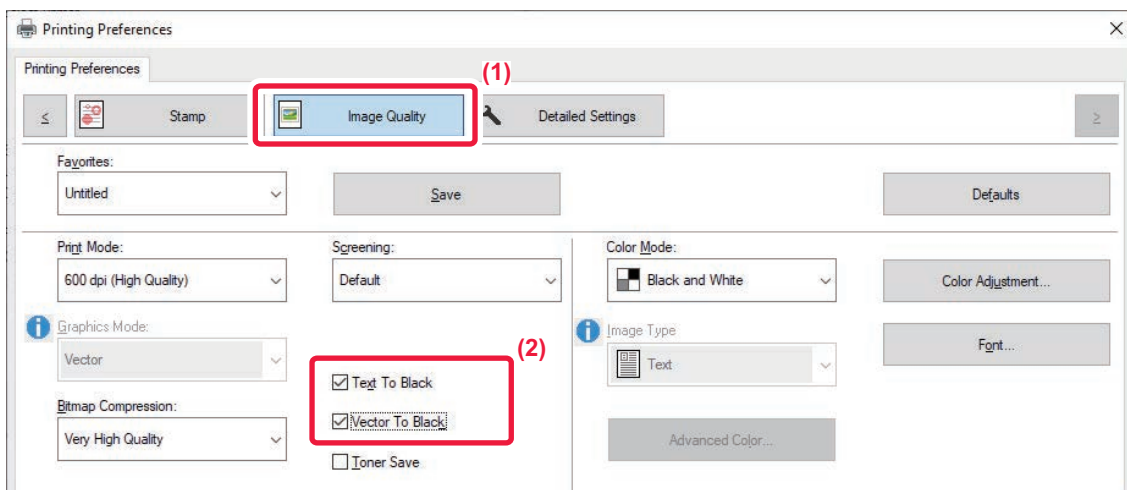 Printing Preferences
Printing Preferences
(1)
< Stamp Image Quality Detailed Settings >
Favorites:
Untitled Save Defaults
Print Mode: Screening: Color Mode:
600 dpi (High Quality) Default Black and White Color Adjustment...
Graphics Mode: Image Type
Vector Text Font...
(2)
Text To Black
Bitmap Compression: Vector To Black
Very High Quality Advanced Color...
Toner Save